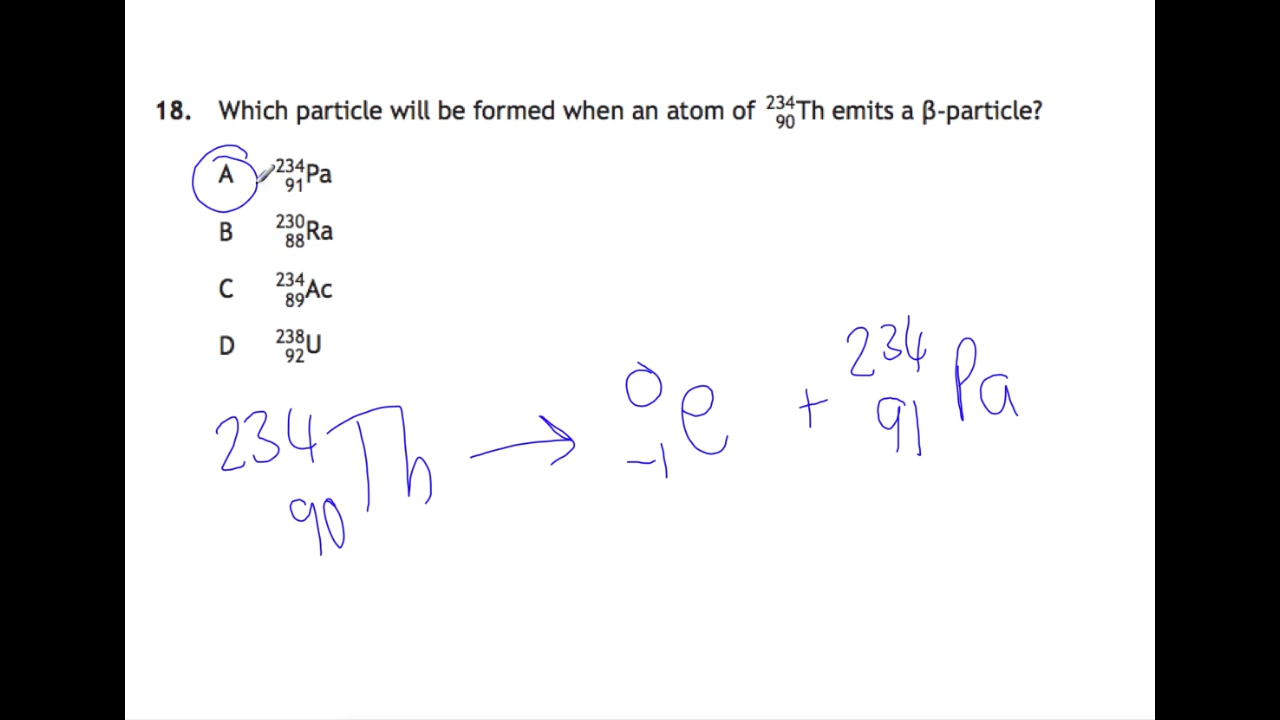 18. Which particle will be formed when an atom of ²³⁴₉₀Th emits a β-particle?
A ²³⁴₉₁Pa
B ²³⁰₈₈Ra
C ²³⁴₈₉Ac
D ²³⁸₉₂U
²³⁴₉₀Th → ⁰₋₁e + ²³⁴₉₁Pa